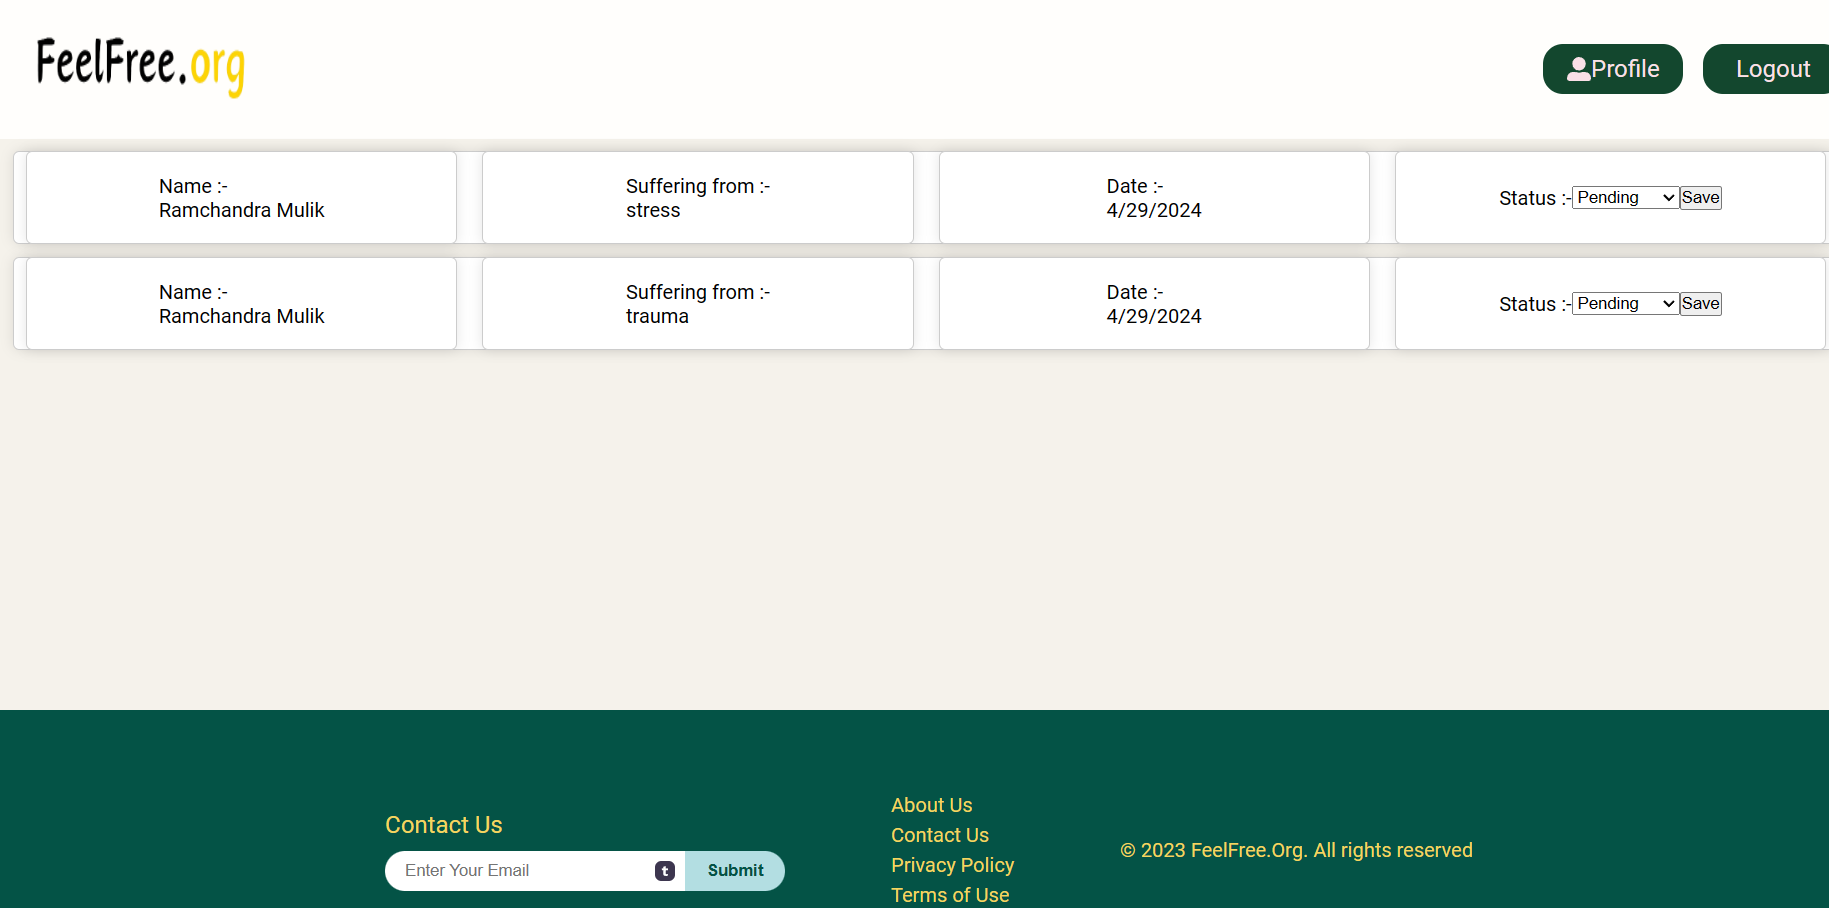 FeelFree.org
Profile
Logout
Name :-
Ramchandra Mulik
Suffering from :-
stress
Date :-
4/29/2024
Status :- Pending Save
Name :-
Ramchandra Mulik
Suffering from :-
trauma
Date :-
4/29/2024
Status :- Pending Save
Contact Us
Enter Your Email t Submit
About Us
Contact Us
Privacy Policy
Terms of Use
© 2023 FeelFree.Org. All rights reserved